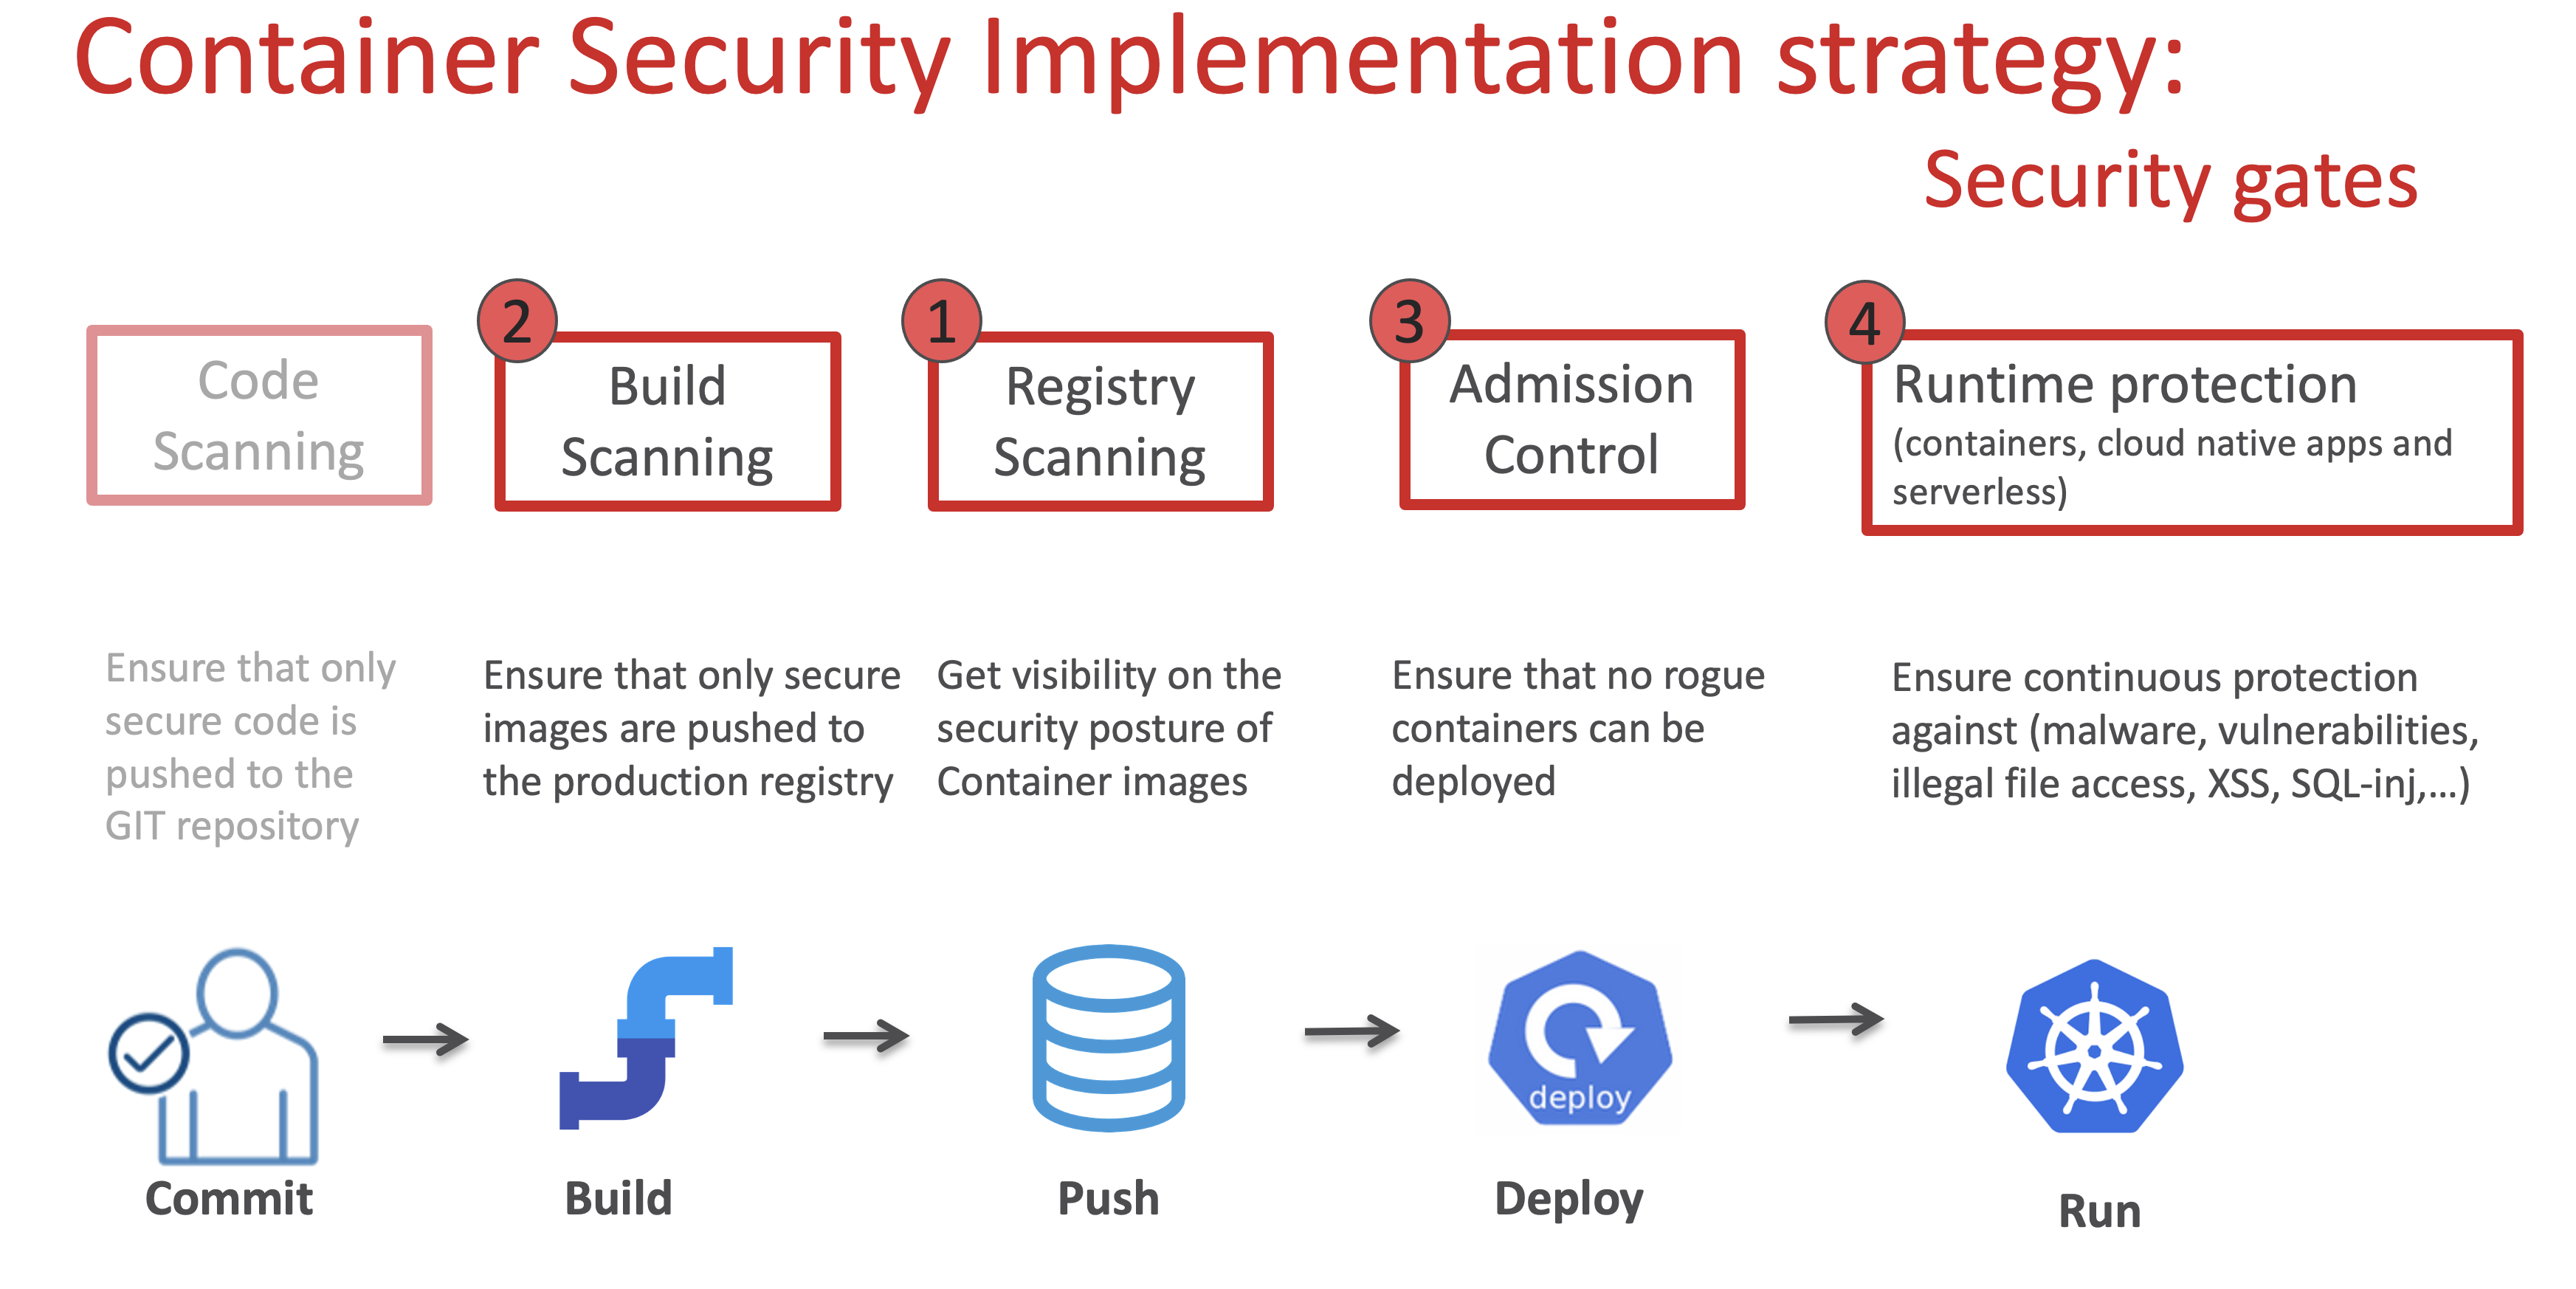 Container Security Implementation strategy:
Security gates
Code
Scanning
2
Build
Scanning
1
Registry
Scanning
3
Admission
Control
4
Runtime protection
(containers, cloud native apps and
serverless)
Ensure that only
secure code is
pushed to the
GIT repository
Ensure that only secure
images are pushed to
the production registry
Get visibility on the
security posture of
Container images
Ensure that no rogue
containers can be
deployed
Ensure continuous protection
against (malware, vulnerabilities,
illegal file access, XSS, SQL-inj,...)
deploy
Commit
Build
Push
Deploy
Run